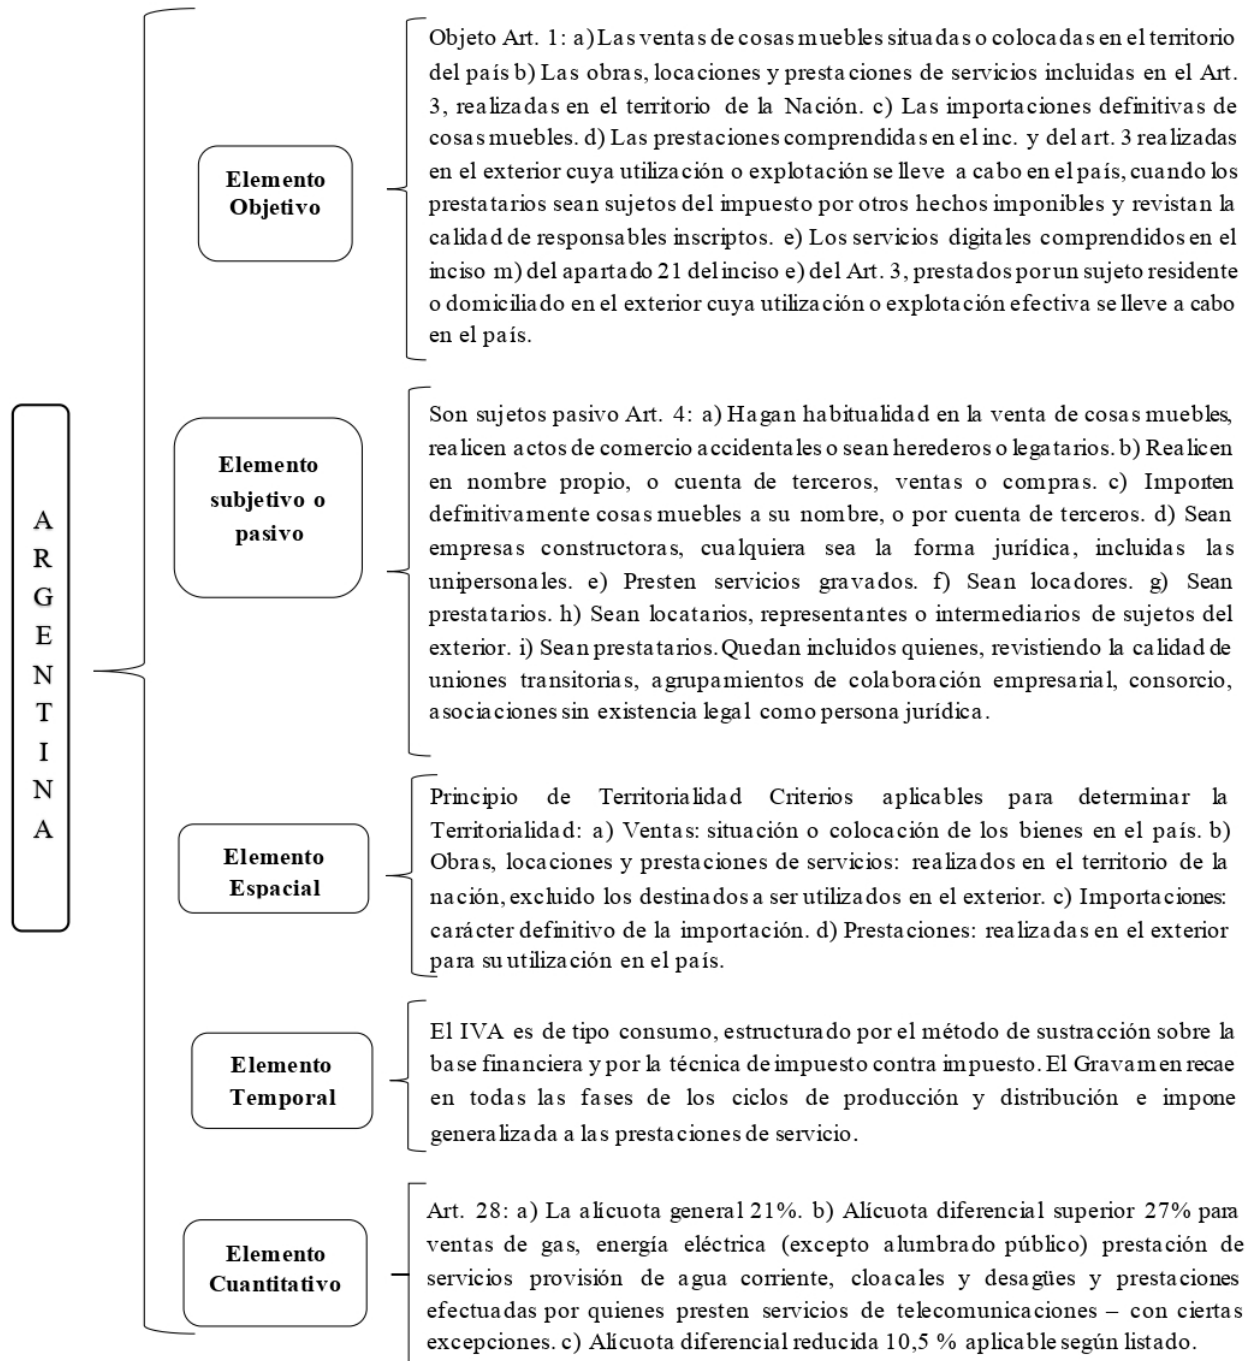 ARGENTINA
Elemento
Objetivo
Objeto Art. 1: a) Las ventas de cosas muebles situadas o colocadas en el territorio
del país b) Las obras, locaciones y prestaciones de servicios incluidas en el Art.
3, realizadas en el territorio de la Nación. c) Las importaciones definitivas de
cosas muebles. d) Las prestaciones comprendidas en el inc. y del art. 3 realizadas
en el exterior cuya utilización o explotación se lleve a cabo en el país, cuando los
prestatarios sean sujetos del impuesto por otros hechos imponibles y revistan la
calidad de responsables inscriptos. e) Los servicios digitales comprendidos en el
inciso m) del apartado 21 del inciso e) del Art. 3, prestados por un sujeto residente
o domiciliado en el exterior cuya utilización o explotación efectiva se lleve a cabo
en el país.
Elemento
subjetivo o
pasivo
Son sujetos pasivo Art. 4: a) Hagan habitualidad en la venta de cosas muebles,
realicen actos de comercio accidentales o sean herederos o legatarios. b) Realicen
en nombre propio, o cuenta de terceros, ventas o compras. c) Importen
definitivamente cosas muebles a su nombre, o por cuenta de terceros. d) Sean
empresas constructoras, cualquiera sea la forma jurídica, incluidas las
unipersonales. e) Presten servicios gravados. f) Sean locadores. g) Sean
prestatarios. h) Sean locatarios, representantes o intermediarios de sujetos del
exterior. i) Sean prestatarios. Quedan incluidos quienes, revistiendo la calidad de
uniones transitorias, agrupamientos de colaboración empresarial, consorcio,
asociaciones sin existencia legal como persona jurídica.
Elemento
Espacial
Principio de Territorialidad Criterios aplicables para determinar la
Territorialidad: a) Ventas: situación o colocación de los bienes en el país. b)
Obras, locaciones y prestaciones de servicios: realizados en el territorio de la
nación, excluido los destinados a ser utilizados en el exterior. c) Importaciones:
carácter definitivo de la importación. d) Prestaciones: realizadas en el exterior
para su utilización en el país.
Elemento
Temporal
El IVA es de tipo consumo, estructurado por el método de sustracción sobre la
base financiera y por la técnica de impuesto contra impuesto. El Gravamen recae
en todas las fases de los ciclos de producción y distribución e impone
generalizada a las prestaciones de servicio.
Elemento
Cuantitativo
Art. 28: a) La alícuota general 21%. b) Alícuota diferencial superior 27% para
ventas de gas, energía eléctrica (excepto alumbrado público) prestación de
servicios provisión de agua corriente, cloacales y desagües y prestaciones
efectuadas por quienes presten servicios de telecomunicaciones – con ciertas
excepciones. c) Alícuota diferencial reducida 10,5 % aplicable según listado.